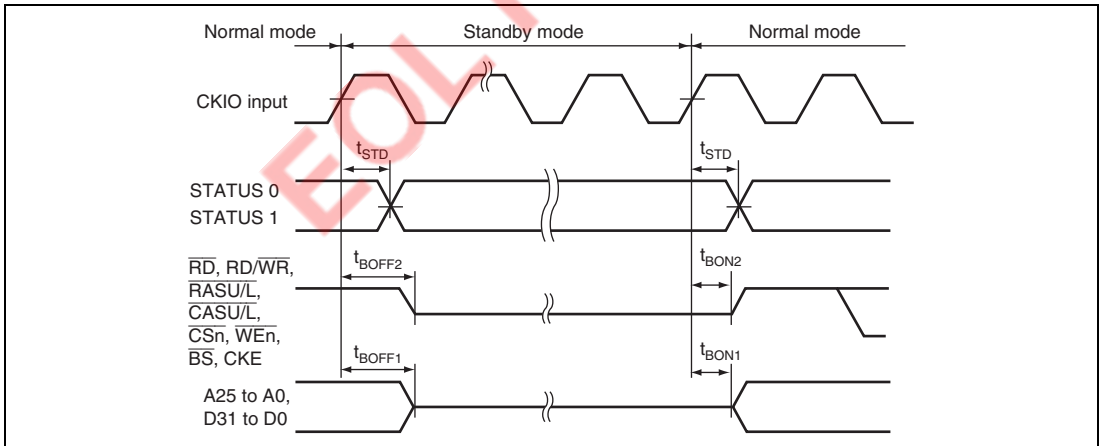 Normal mode Standby mode Normal mode
CKIO input
tSTD tSTD
STATUS 0
STATUS 1
tBOFF2 tBON2
RD, RD/WR,
RASU/L,
CASU/L,
CSn, WEn,
BS, CKE
tBOFF1 tBON1
A25 to A0,
D31 to D0
EOL